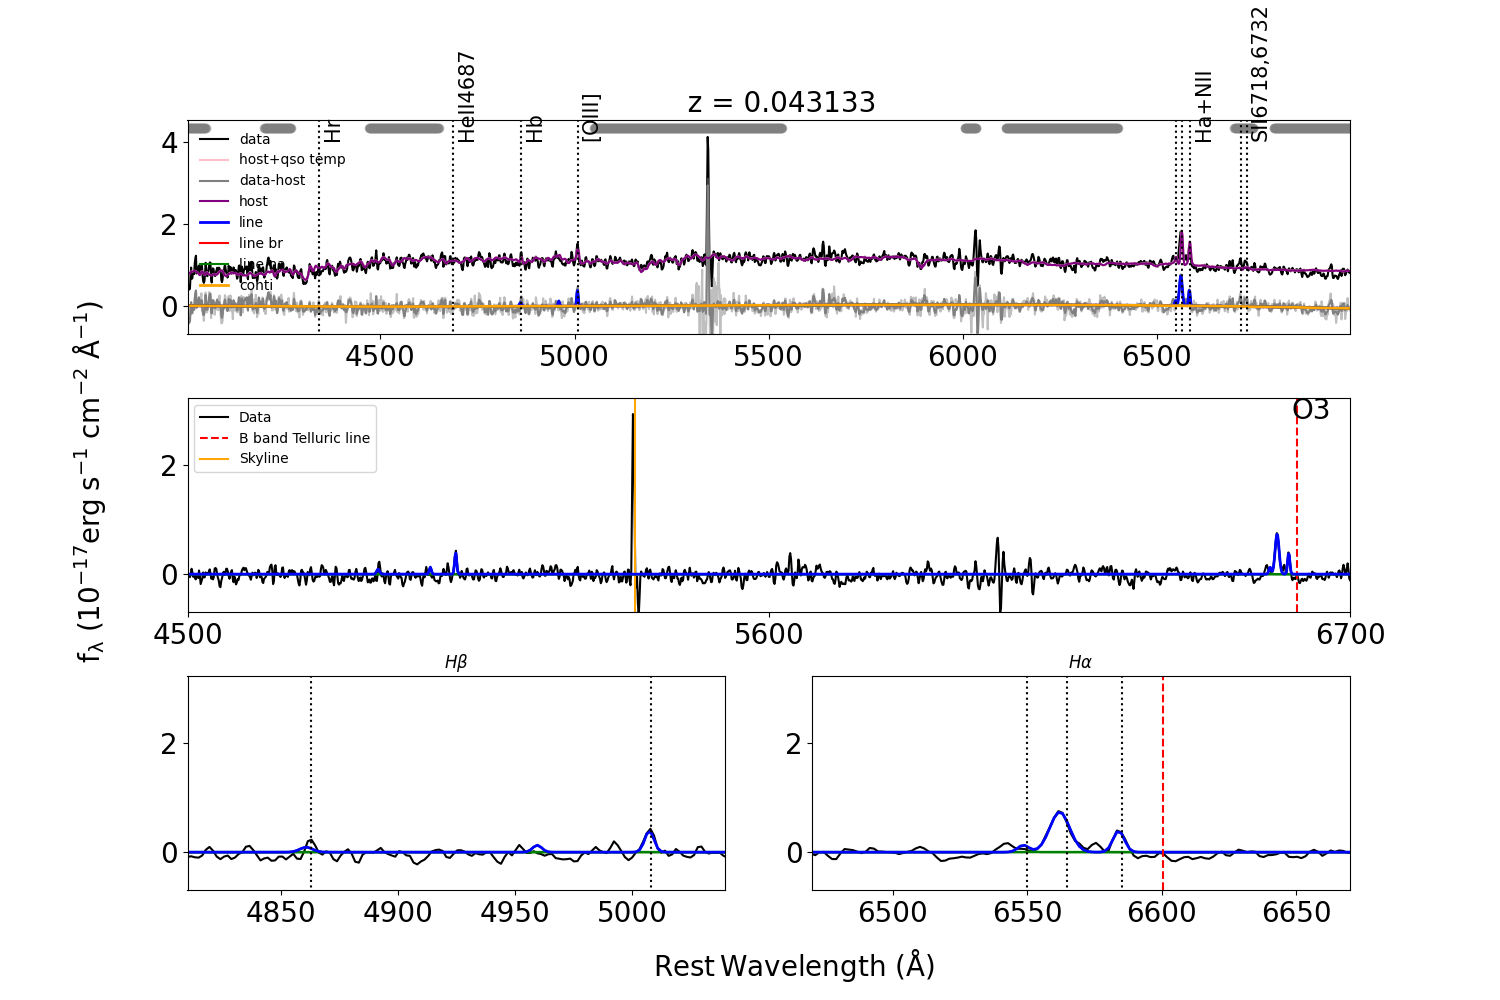 z = 0.043133
Hr
HeII4687
Hb
[OIII]
Ha+NII
SII6718,6732
data
host+qso temp
data-host
host
line
line br
line na
conti
4
2
0
4500
5000
5500
6000
6500
fλ (10−17erg s−1 cm−2 Å−1)
Data
B band Telluric line
Skyline
O3
2
0
4500
5600
6700
Hβ
2
0
4850
4900
4950
5000
Hα
2
0
6500
6550
6600
6650
Rest Wavelength (Å)